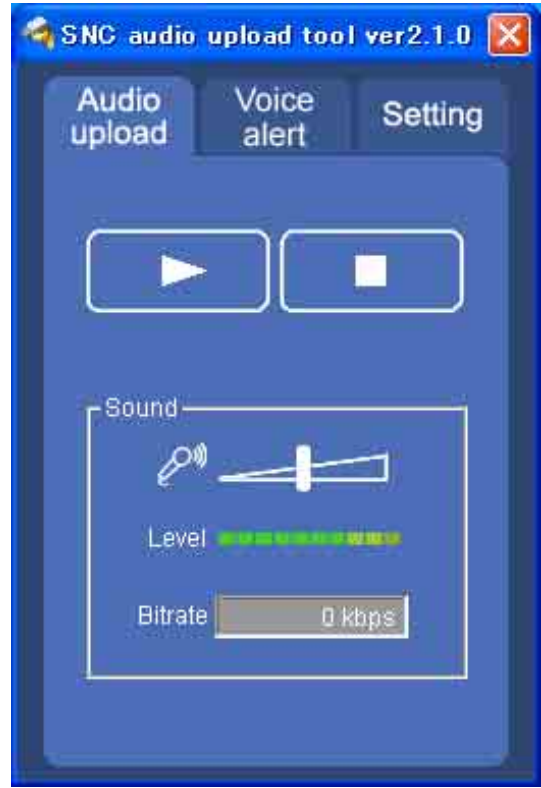 SNC audio upload tool ver2.1.0
Audio upload
Voice alert
Setting
Sound
Level
Bitrate
0 kbps